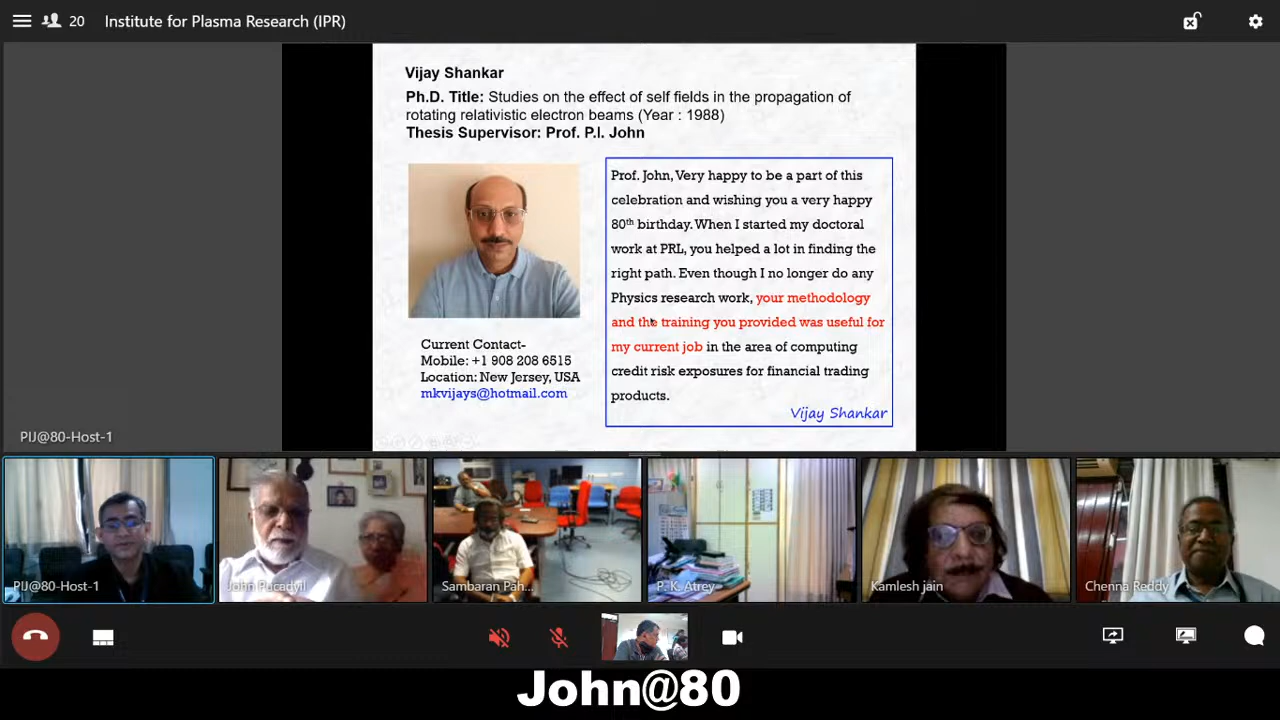 20 Institute for Plasma Research (IPR)
Vijay Shankar
Ph.D. Title: Studies on the effect of self fields in the propagation of
rotating relativistic electron beams (Year : 1988)
Thesis Supervisor: Prof. P.I. John
Prof. John, Very happy to be a part of this
celebration and wishing you a very happy
80th birthday. When I started my doctoral
work at PRL, you helped a lot in finding the
right path. Even though I no longer do any
Physics research work, your methodology
and the training you provided was useful for
my current job in the area of computing
credit risk exposures for financial trading
products.
Vijay Shankar
Current Contact-
Mobile: +1 908 208 6515
Location: New Jersey, USA
mkvijays@hotmail.com
PIJ@80-Host-1
PIJ@80-Host-1
John Pucadyil
Sambaran Pah...
P. K. Atrey
Kamlesh jain
Chenna Reddy
John@80